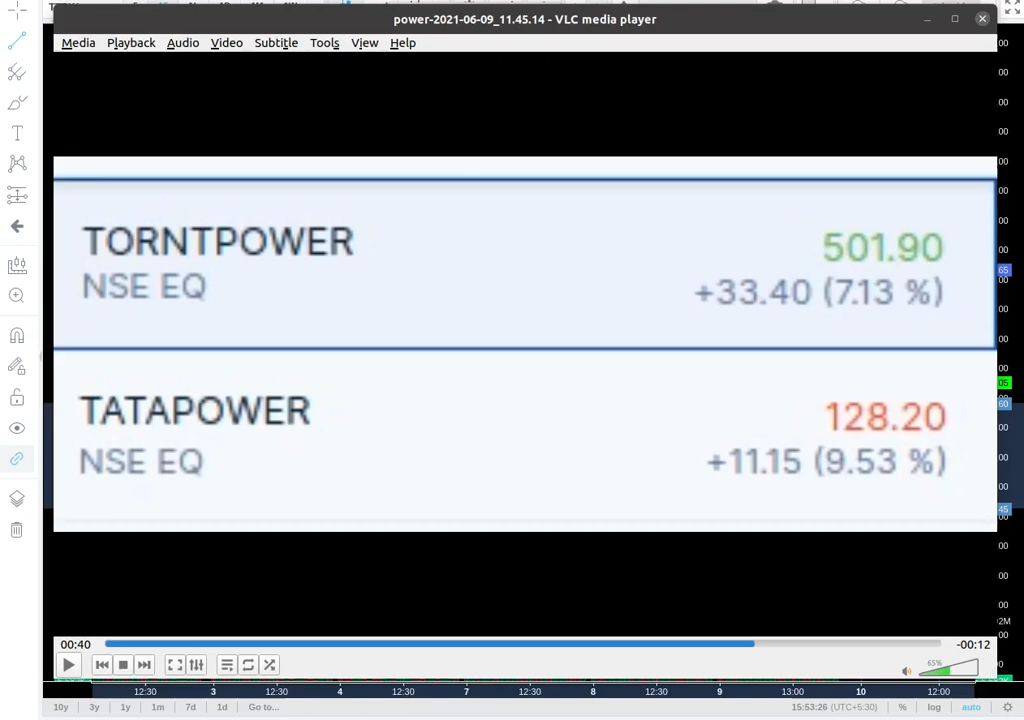 power-2021-06-09_11.45.14 - VLC media player
Media Playback Audio Video Subtitle Tools View Help
TORNTPOWER
501.90
NSE EQ
+33.40 (7.13 %)
TATAPOWER
128.20
NSE EQ
+11.15 (9.53 %)
00:40
-00:12
65%
12:30 3 12:30 4 12:30 7 12:30 8 12:30 9 13:00 10 12:00
10y 3y 1y 1m 7d 1d Go to... 15:53:26 (UTC+5:30) % log auto